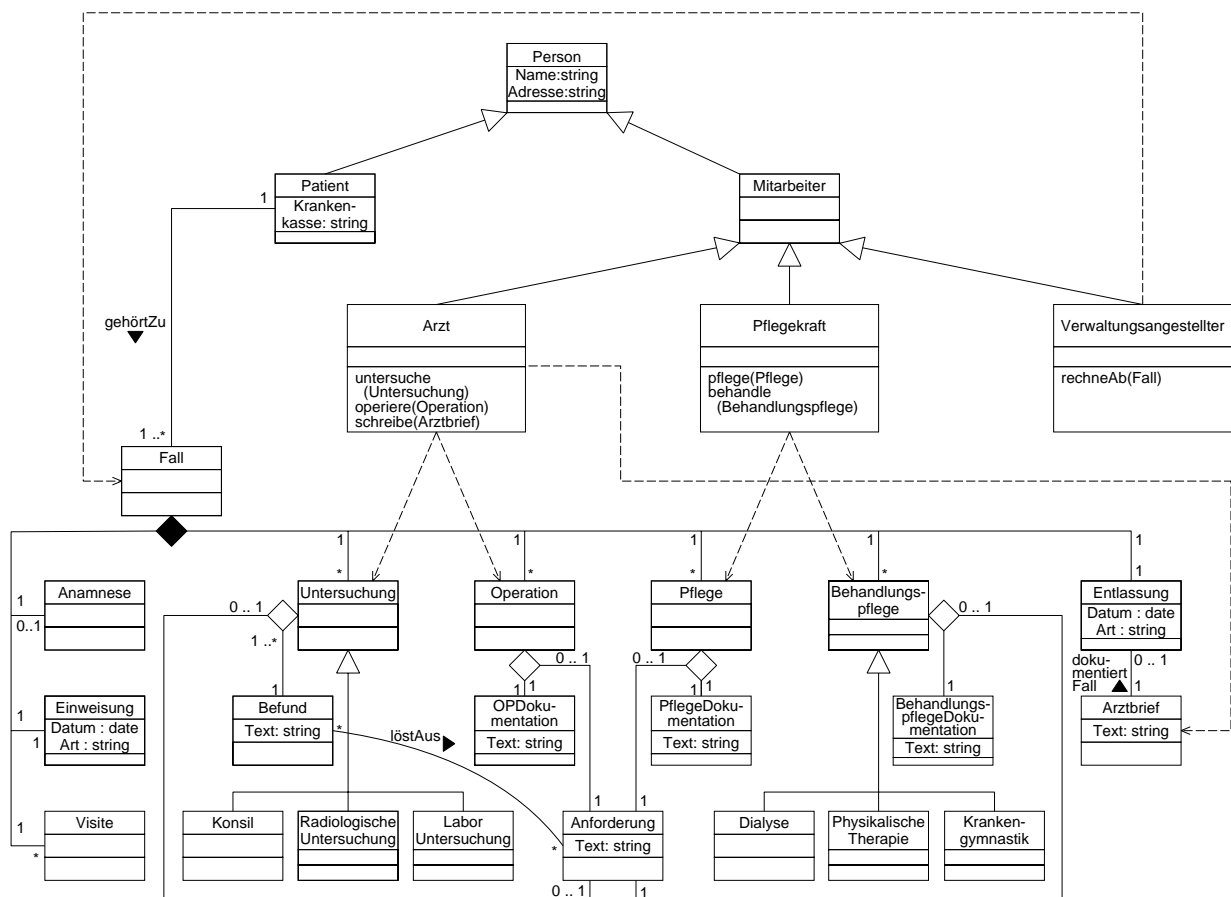 Person
Name:string
Adresse:string
Patient
Kranken-
kasse: string
1
Mitarbeiter
gehörtZu
1 ..*
Arzt
untersuche
(Untersuchung)
operiere(Operation)
schreibe(Arztbrief)
Pflegekraft
pflege(Pflege)
behandle
(Behandlungspflege)
Verwaltungsangestellter
rechneAb(Fall)
Fall
1
1
1
1
1
*
*
*
*
1
Anamnese
1
0..1
Untersuchung
0 .. 1
1 ..*
Operation
0 .. 1
Pflege
0 .. 1
Behandlungs-
pflege
0 .. 1
Entlassung
Datum : date
Art : string
0 .. 1
doku-
mentiert
Fall
1
Einweisung
Datum : date
Art : string
1
1
1
Befund
Text: string
*
löstAus
1
1
OPDoku-
mentation
Text: string
1
1
PflegeDoku-
mentation
Text: string
1
Behandlungs-
pflegeDoku-
mentation
Text: string
Arztbrief
Text: string
Visite
1
*
Konsil
Radiologische
Untersuchung
Labor
Untersuchung
1
1
Anforderung
Text: string
*
0 .. 1
1
Dialyse
Physikalische
Therapie
Kranken-
gymnastik